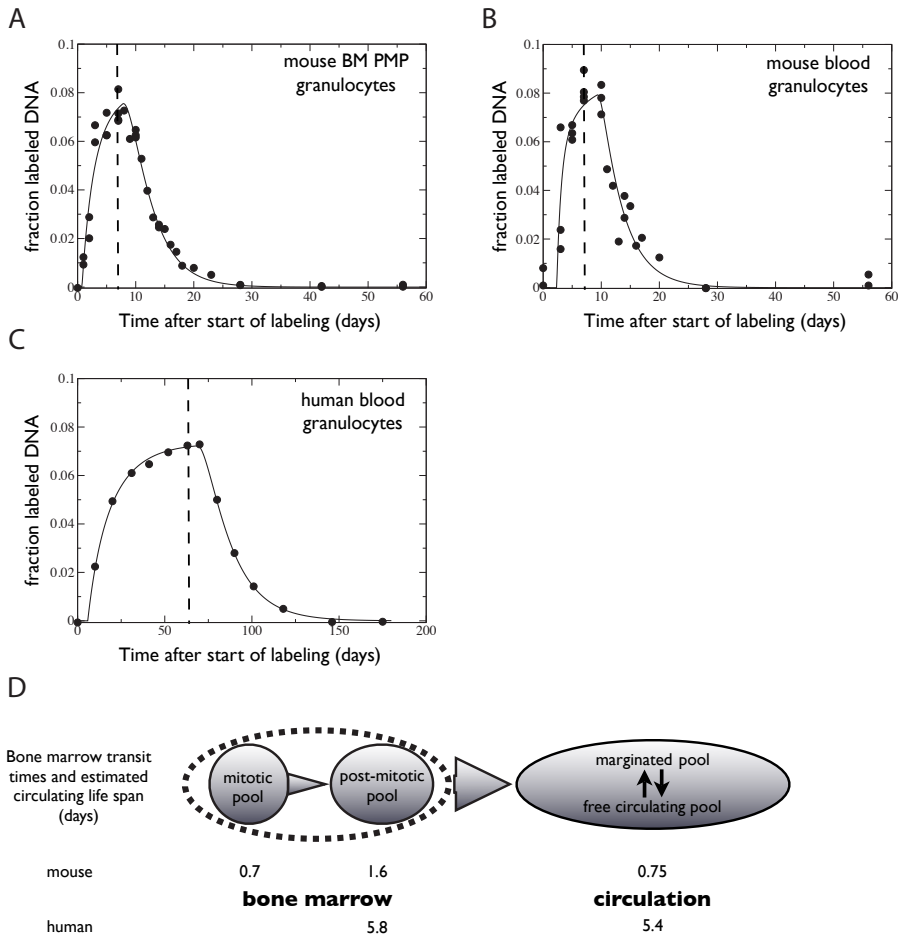 A
mouse BM PMP
granulocytes
fraction labeled DNA
0.1
0.08
0.06
0.04
0.02
0
0 10 20 30 40 50 60
Time after start of labeling (days)
B
mouse blood
granulocytes
fraction labeled DNA
0.1
0.08
0.06
0.04
0.02
0
0 10 20 30 40 50 60
Time after start of labeling (days)
C
human blood
granulocytes
fraction labeled DNA
0.1
0.08
0.06
0.04
0.02
0
0 50 100 150 200
Time after start of labeling (days)
D
Bone marrow transit
times and estimated
circulating life span
(days)
mitotic
pool
post-mitotic
pool
marginated pool
free circulating pool
mouse 0.7 1.6 0.75
bone marrow circulation
human 5.8 5.4